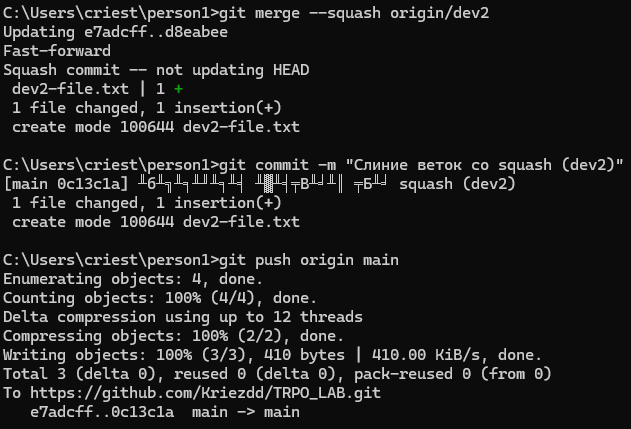 C:\Users\criest\person1>git merge --squash origin/dev2
Updating e7adcff..d8eabee
Fast-forward
Squash commit -- not updating HEAD
 dev2-file.txt | 1 +
 1 file changed, 1 insertion(+)
 create mode 100644 dev2-file.txt

C:\Users\criest\person1>git commit -m "Слиние веток со squash (dev2)"
[main 0c13c1a] squash (dev2)
 1 file changed, 1 insertion(+)
 create mode 100644 dev2-file.txt

C:\Users\criest\person1>git push origin main
Enumerating objects: 4, done.
Counting objects: 100% (4/4), done.
Delta compression using up to 12 threads
Compressing objects: 100% (2/2), done.
Writing objects: 100% (3/3), 410 bytes | 410.00 KiB/s, done.
Total 3 (delta 0), reused 0 (delta 0), pack-reused 0 (from 0)
To https://github.com/Kriezdd/TRPO_LAB.git
   e7adcff..0c13c1a  main -> main